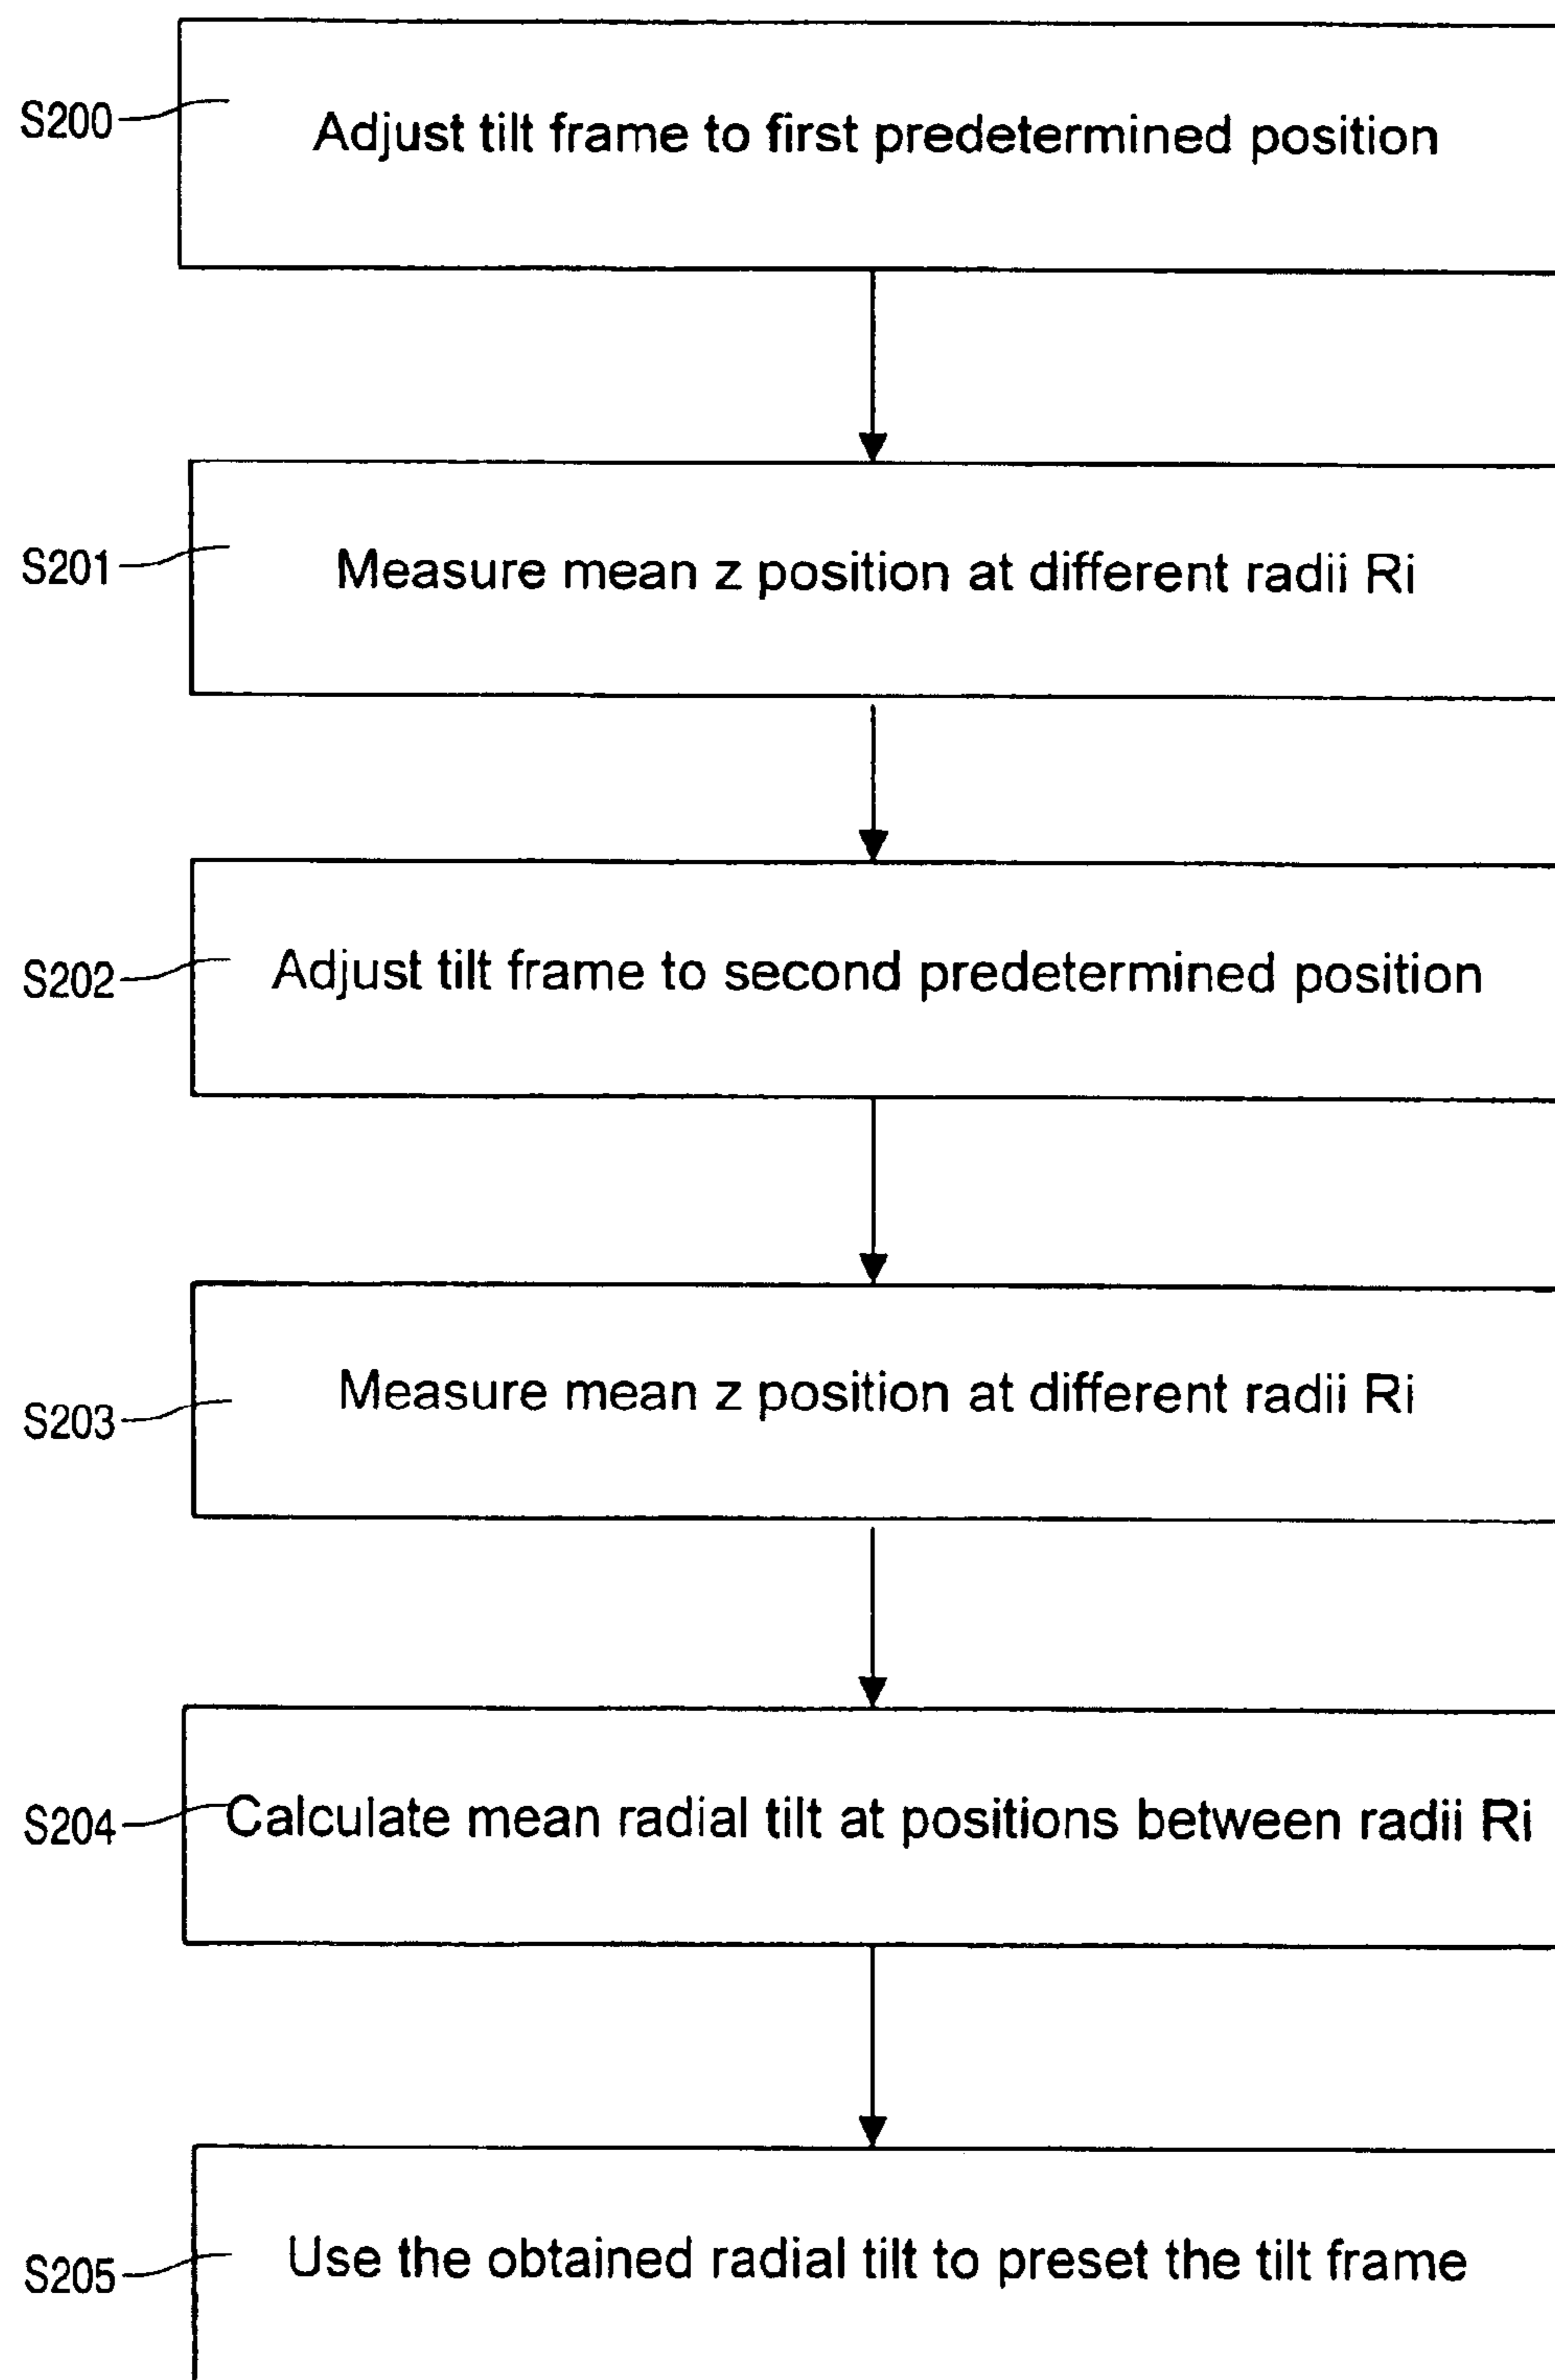 S200
Adjust tilt frame to first predetermined position
S201
Measure mean z position at different radii Ri
S202
Adjust tilt frame to second predetermined position
S203
Measure mean z position at different radii Ri
S204
Calculate mean radial tilt at positions between radii Ri
S205
Use the obtained radial tilt to preset the tilt frame